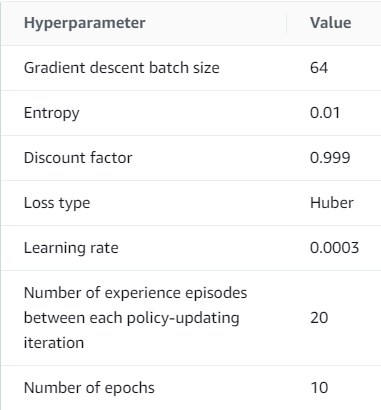 Hyperparameter Value
Gradient descent batch size 64
Entropy 0.01
Discount factor 0.999
Loss type Huber
Learning rate 0.0003
Number of experience episodes
between each policy-updating 20
iteration
Number of epochs 10